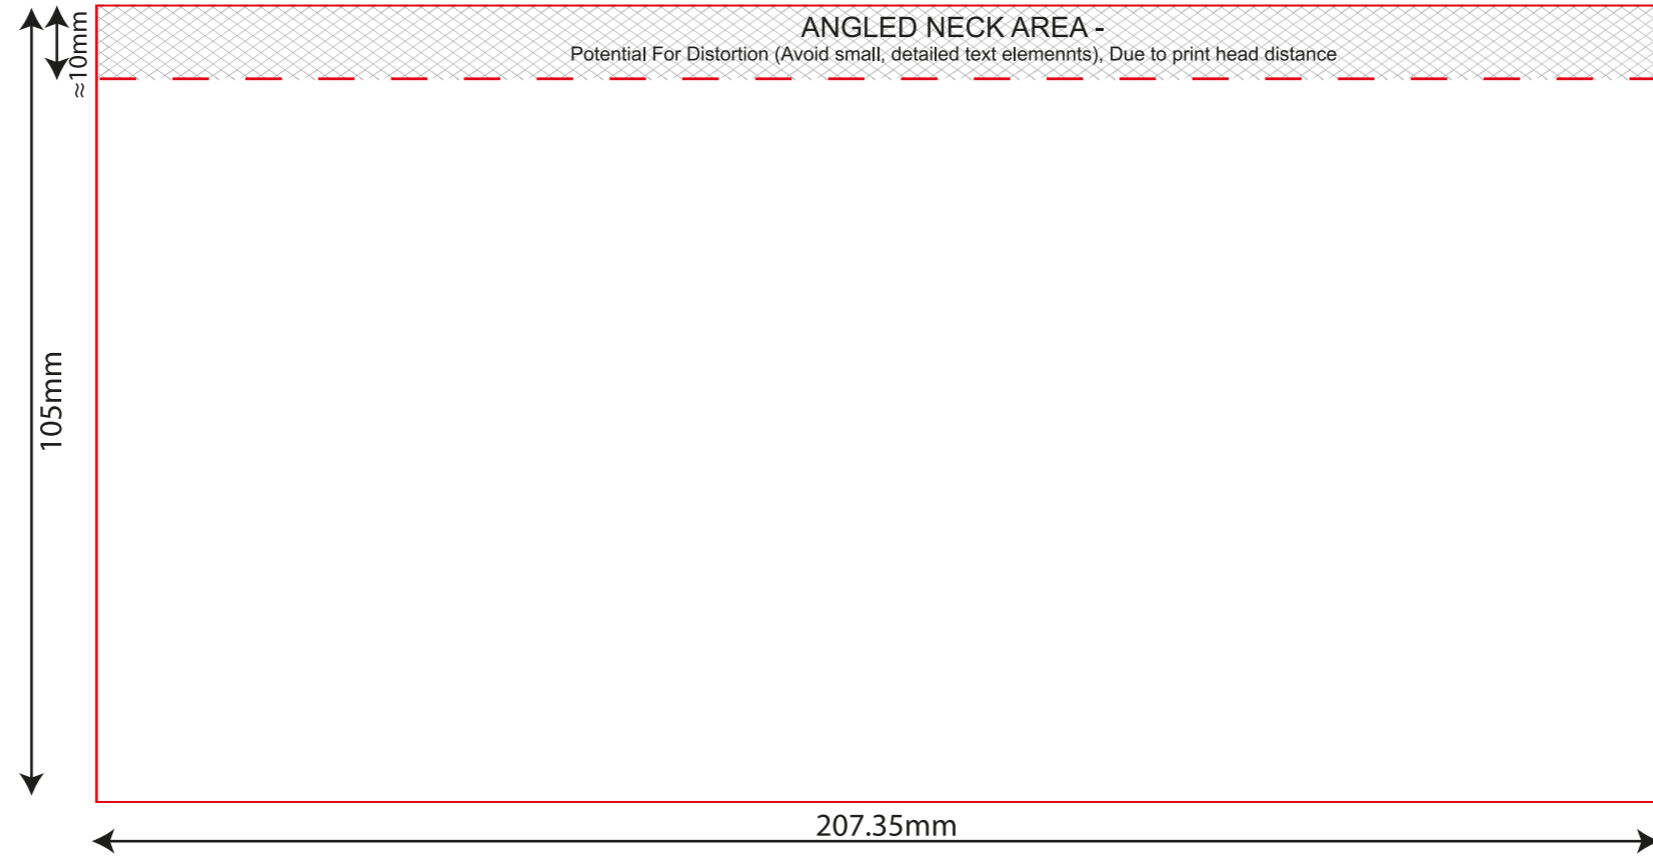 ANGLED NECK AREA -
Potential For Distortion (Avoid small, detailed text elemennts), Due to print head distance
≈10mm
105mm
207.35mm